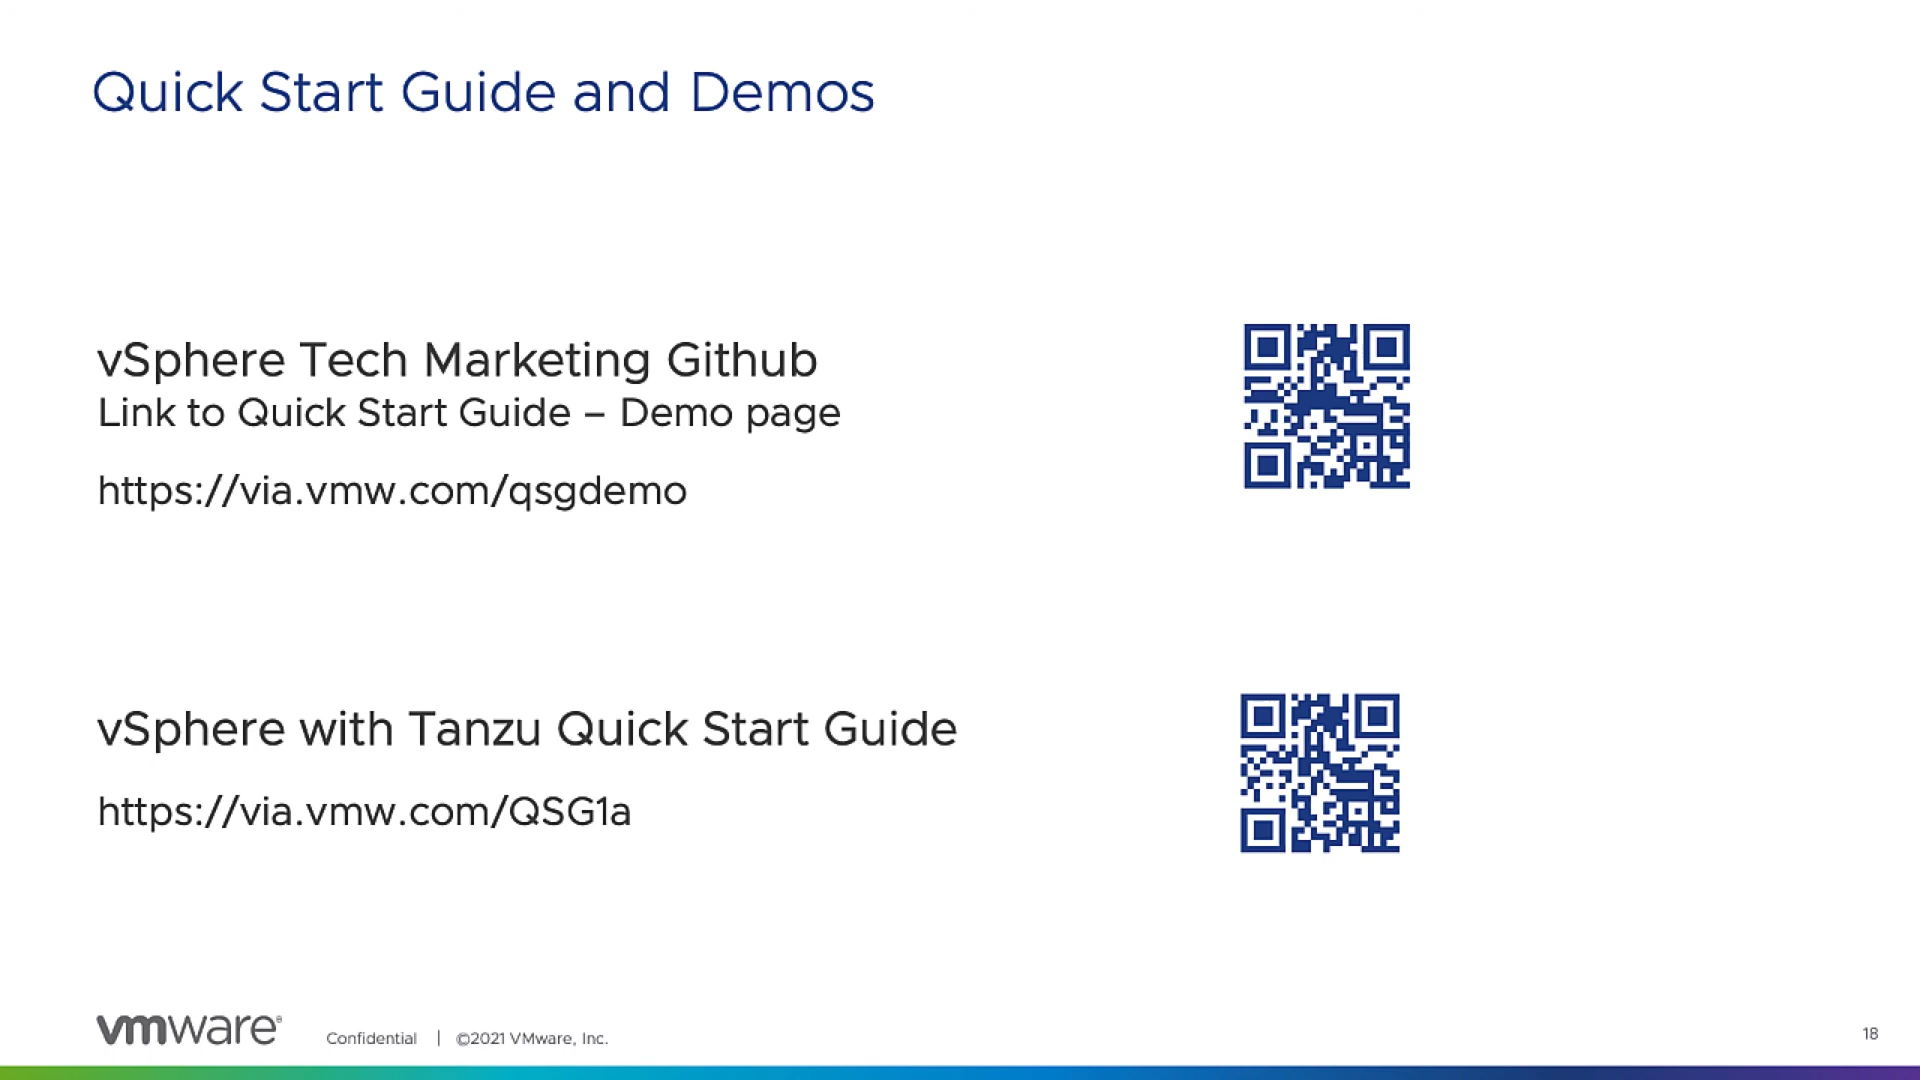 Quick Start Guide and Demos
vSphere Tech Marketing Github
Link to Quick Start Guide – Demo page
https://via.vmw.com/qsgdemo
vSphere with Tanzu Quick Start Guide
https://via.vmw.com/QSG1a
vmware®
Confidential | ©2021 VMware, Inc.
18